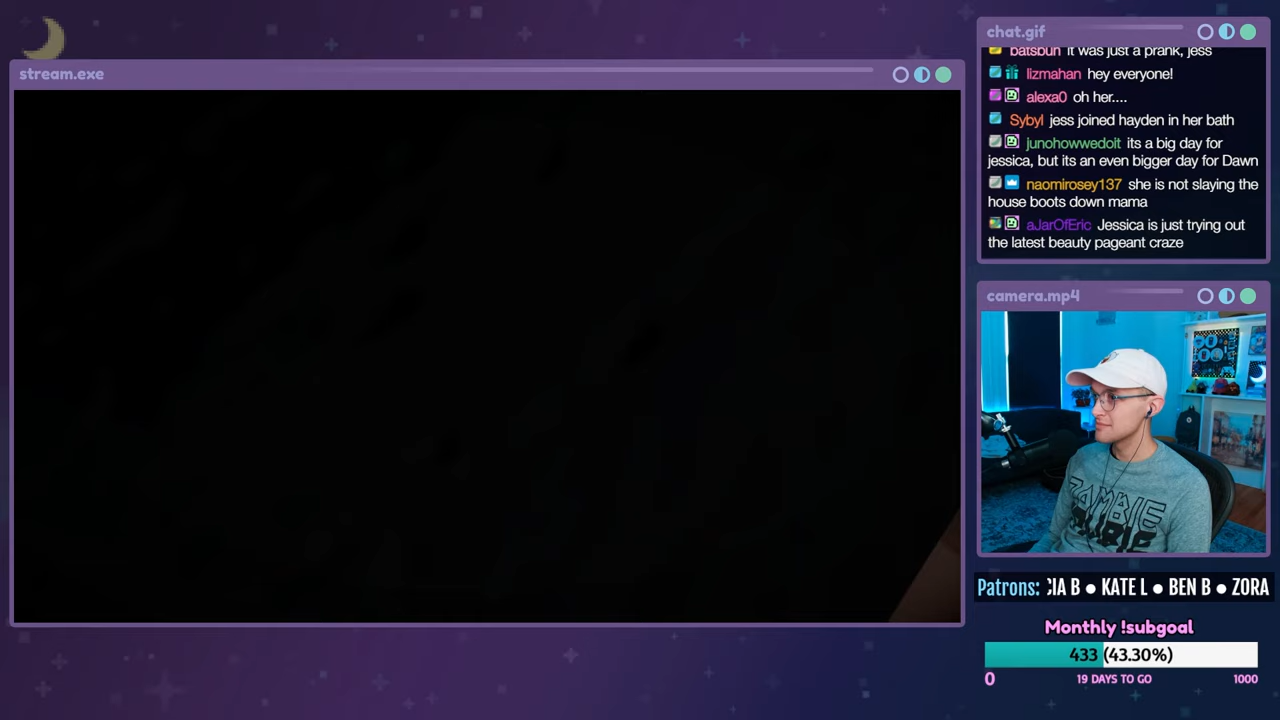 stream.exe
chat.gif
batsbun it was just a prank, jess
lizmahan hey everyone!
alexa0 oh her....
Sybyl jess joined hayden in her bath
junohowwedoit its a big day for
jessica, but its an even bigger day for Dawn
naomirosey137 she is not slaying the
house boots down mama
aJarOfEric Jessica is just trying out
the latest beauty pageant craze
camera.mp4
ZOMBIE
Patrons: CIA B ● KATE L ● BEN B ● ZORA
Monthly !subgoal
433 (43.30%)
0 19 DAYS TO GO 1000